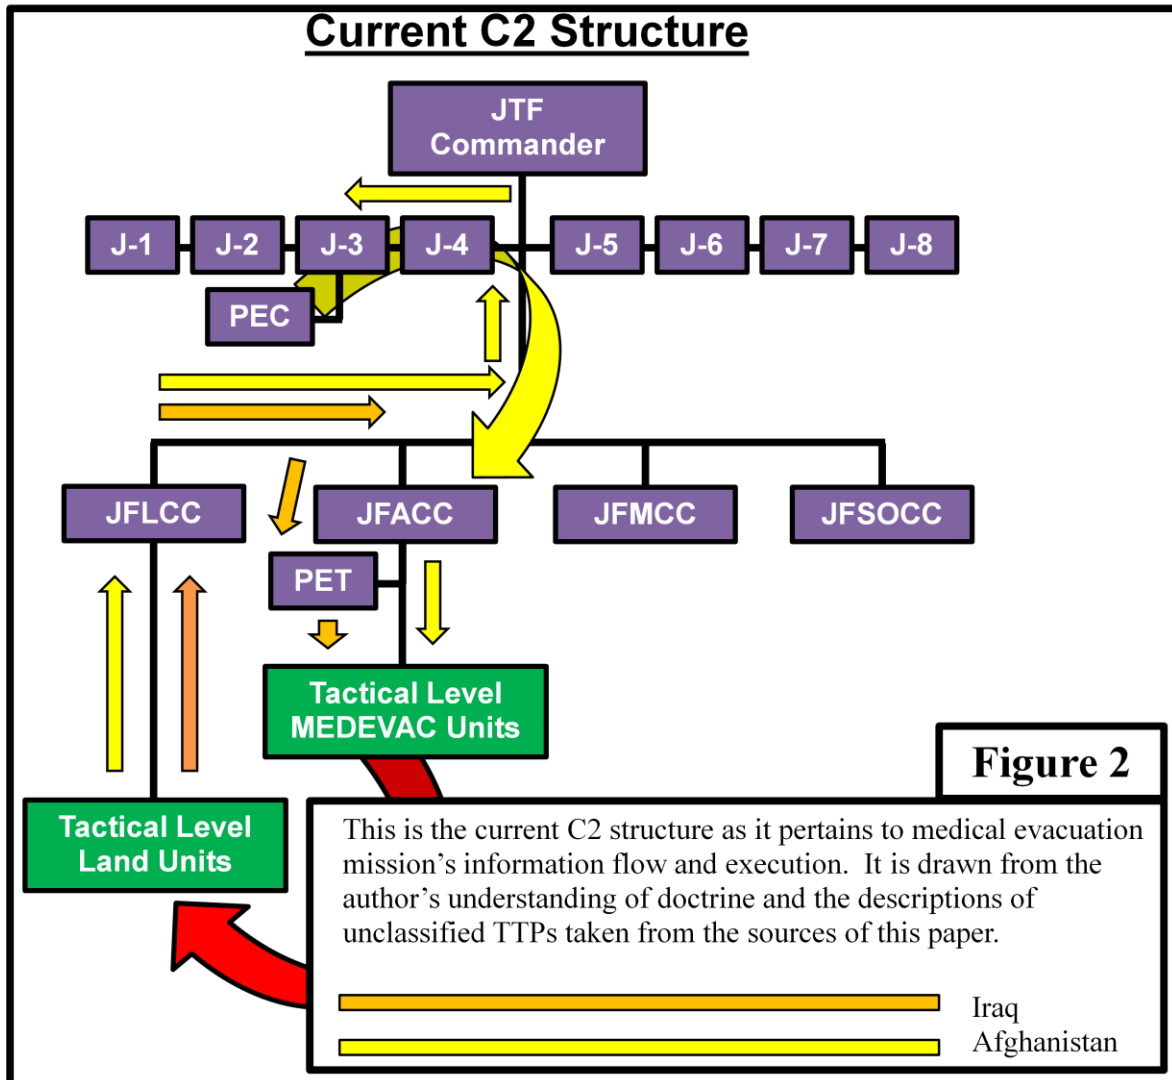 Current C2 Structure
JTF
Commander
J-1
J-2
J-3
J-4
J-5
J-6
J-7
J-8
PEC
JFLCC
JFACC
JFMCC
JFSOCC
PET
Tactical Level
MEDEVAC Units
Tactical Level
Land Units
Figure 2
This is the current C2 structure as it pertains to medical evacuation
mission’s information flow and execution.  It is drawn from the
author’s understanding of doctrine and the descriptions of
unclassified TTPs taken from the sources of this paper.
Iraq
Afghanistan